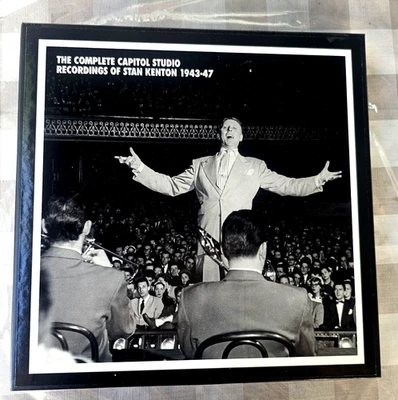 THE COMPLETE CAPITOL STUDIO
RECORDINGS OF STAN KENTON 1943-47